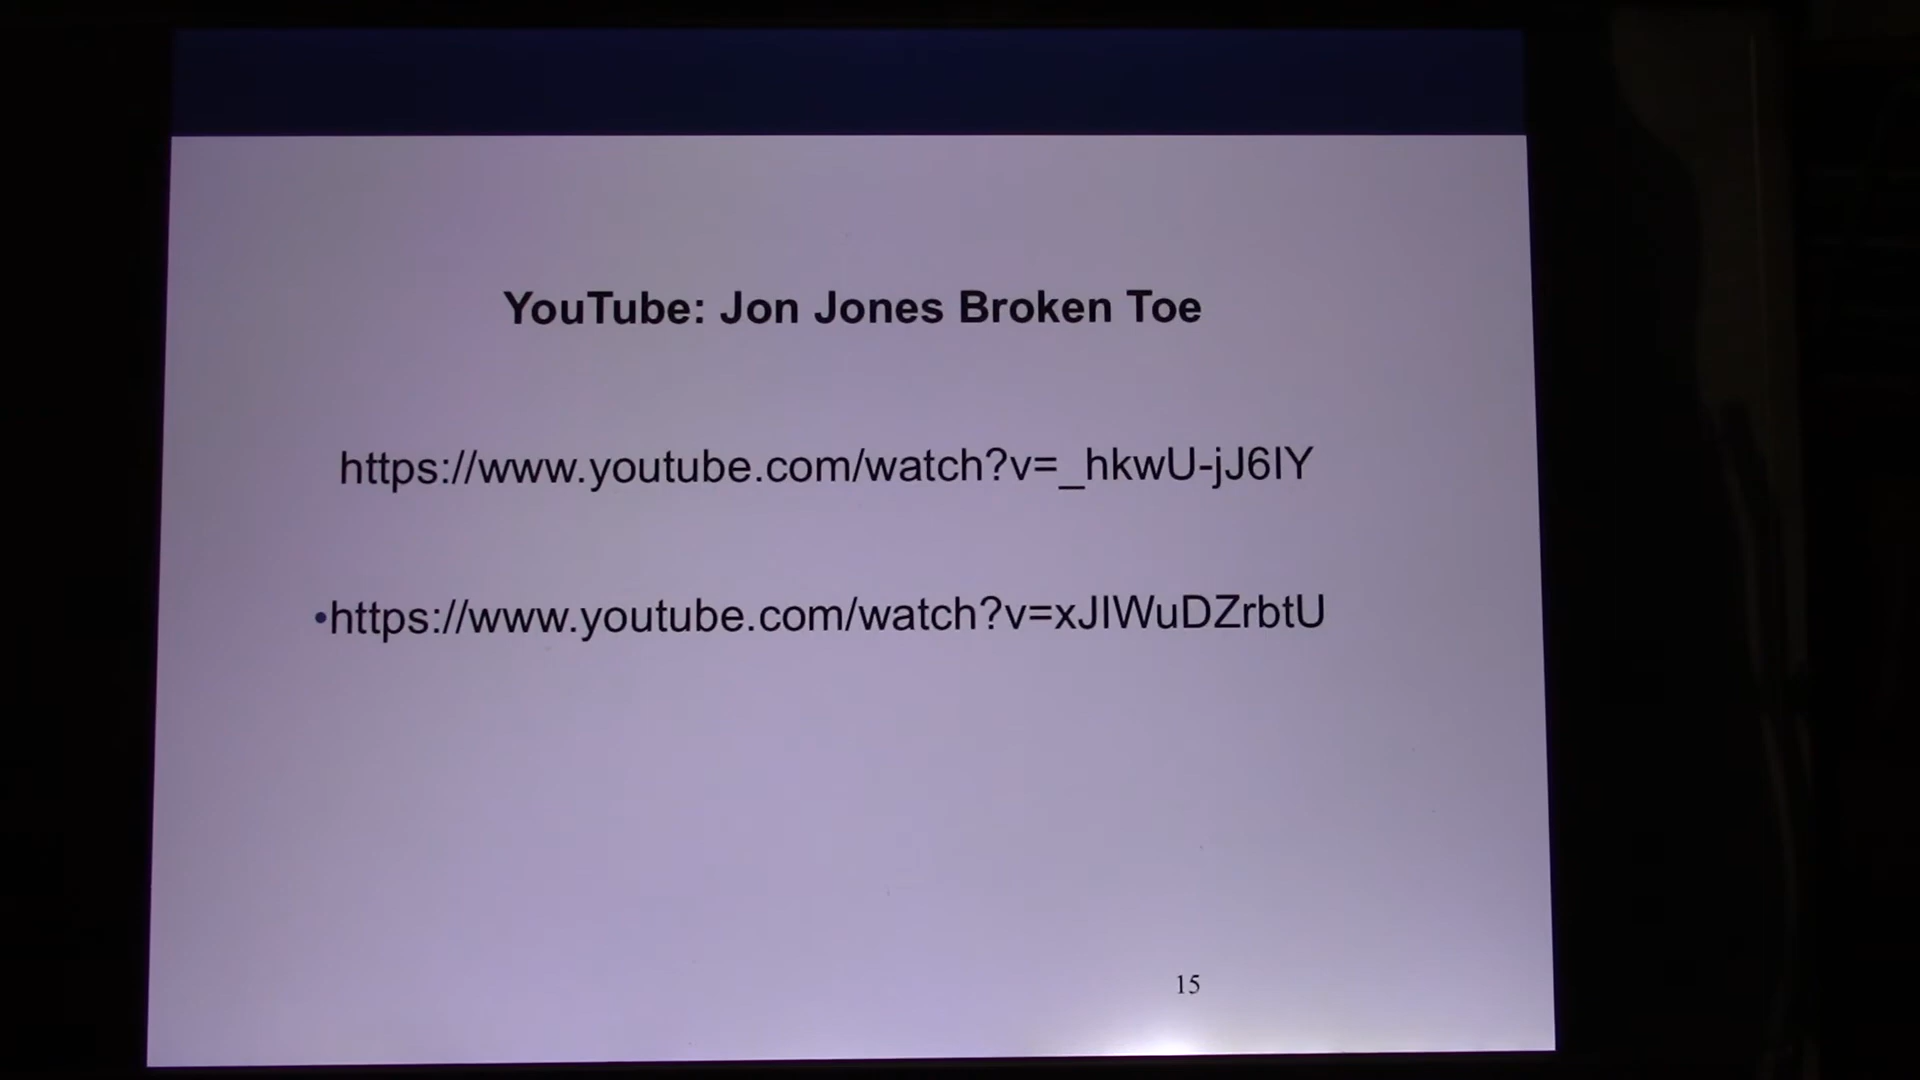 YouTube: Jon Jones Broken Toe
https://www.youtube.com/watch?v=_hkwU-jJ6IY
•https://www.youtube.com/watch?v=xJIWuDZrbtU
15